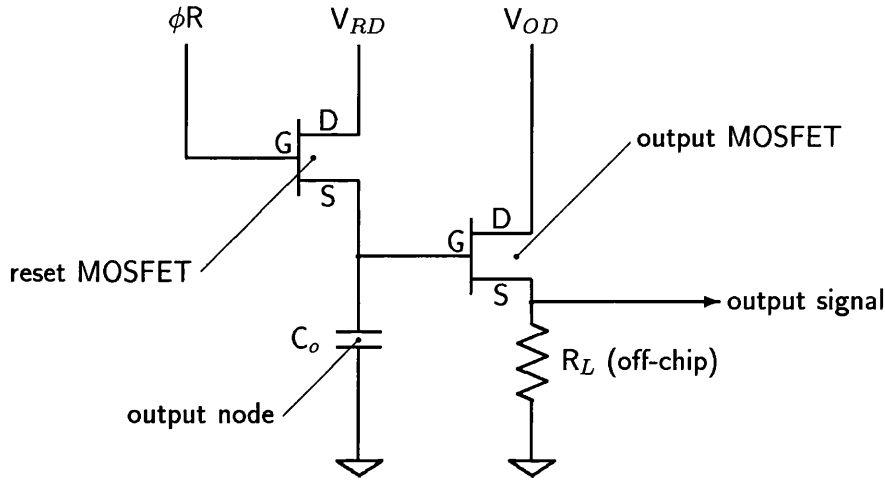 ϕR
V_RD
V_OD
D
G
S
output MOSFET
D
G
S
reset MOSFET
output signal
C_o
R_L (off-chip)
output node